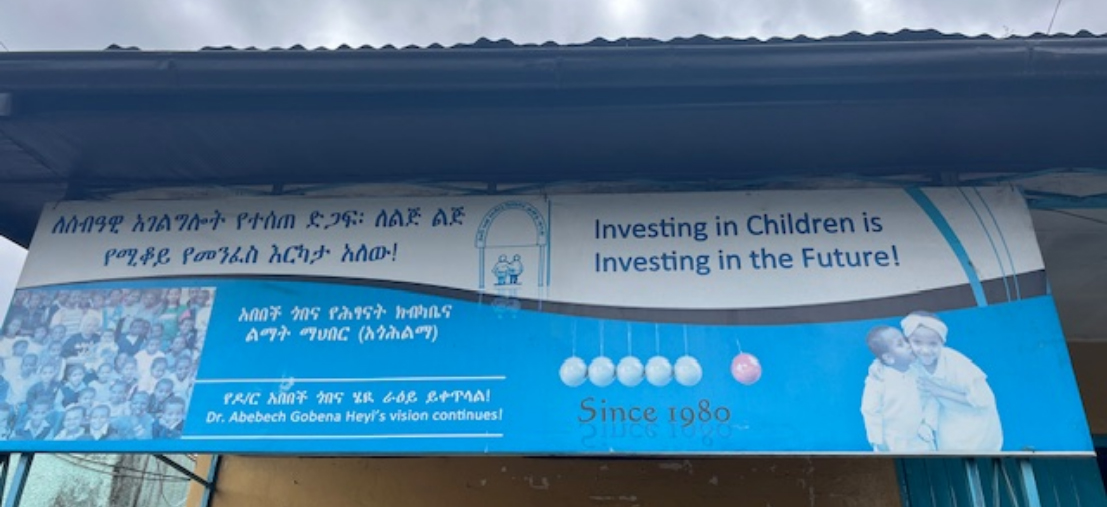 ለሰብዓዊ አገልግሎት የተሰጠ ድጋፍ፡ ለልጅ ልጅ
የሚቆይ የመንፈስ እርካታ አለው!
Investing in Children is
Investing in the Future!
አበበች ጎበና የሕፃናት ክብካቤና
ልማት ማህበር (አጎሕልማ)
የዶ/ር አበበች ጎበና ሄዪ ራዕይ ይቀጥላል!
Dr. Abebech Gobena Heyi's vision continues!
Since 1980